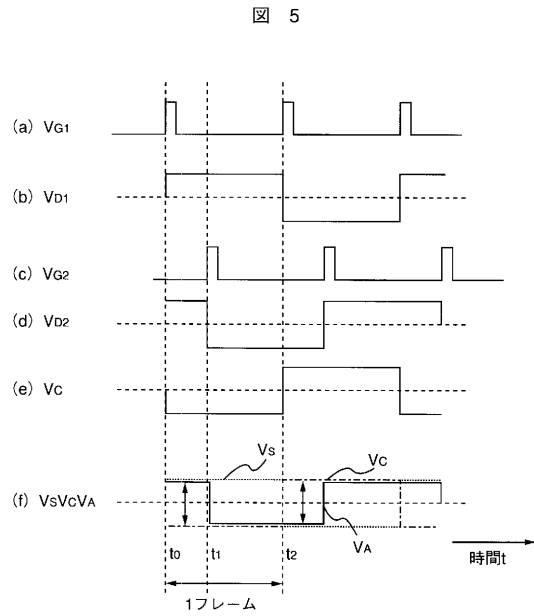 図 5
(a) VG1
(b) VD1
(c) VG2
(d) VD2
(e) VC
VS
VC
(f) VSVCVA
VA
t0
t1
t2
時間t
1フレーム